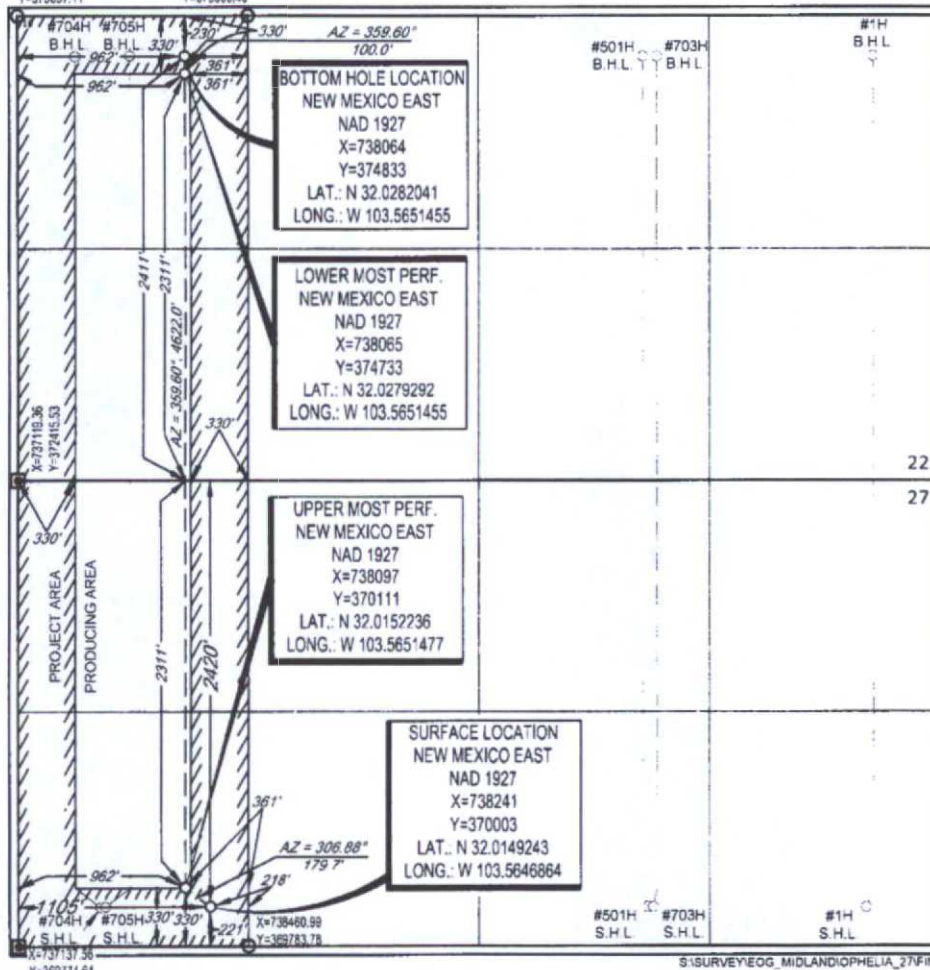 #704H #705H
B.H.L. B.H.L.
330'
230'
330'
AZ = 359.60°
100.0'
962'
361'
962'
361'
#501H #703H
B.H.L. B.H.L.
#1H
B.H.L.
BOTTOM HOLE LOCATION
NEW MEXICO EAST
NAD 1927
X=738064
Y=374833
LAT.: N 32.0282041
LONG.: W 103.5651455
LOWER MOST PERF.
NEW MEXICO EAST
NAD 1927
X=738065
Y=374733
LAT.: N 32.0279292
LONG.: W 103.5651455
2411'
2311'
AZ = 359.60°, 4622.0'
X=737119.36
Y=372415.53
330'
22
27
330'
UPPER MOST PERF.
NEW MEXICO EAST
NAD 1927
X=738097
Y=370111
LAT.: N 32.0152236
LONG.: W 103.5651477
PROJECT AREA
PRODUCING AREA
2311'
2420'
SURFACE LOCATION
NEW MEXICO EAST
NAD 1927
X=738241
Y=370003
LAT.: N 32.0149243
LONG.: W 103.5646864
361'
AZ = 306.88°
179.7'
962'
218'
1105'
#704H #705H
S.H.L. S.H.L.
330'
330'
221'
X=738460.99
Y=369783.78
#501H #703H
S.H.L. S.H.L.
#1H
S.H.L.
X=737137.56
S:\SURVEY\EOG_MIDLAND\OPHELIA_27\FI